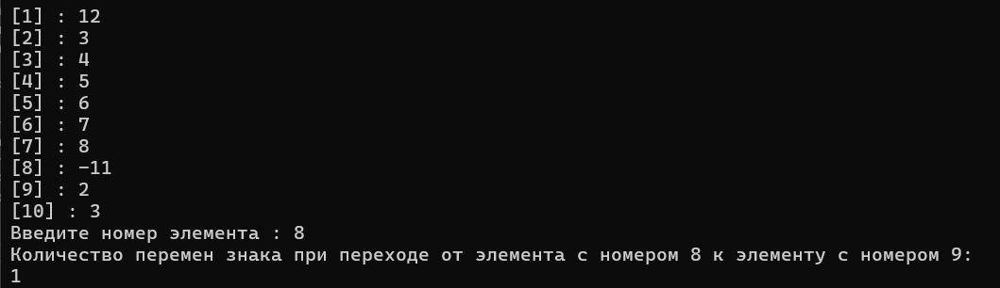 [1] : 12
[2] : 3
[3] : 4
[4] : 5
[5] : 6
[6] : 7
[7] : 8
[8] : -11
[9] : 2
[10] : 3
Введите номер элемента : 8
Количество перемен знака при переходе от элемента с номером 8 к элементу с номером 9:
1